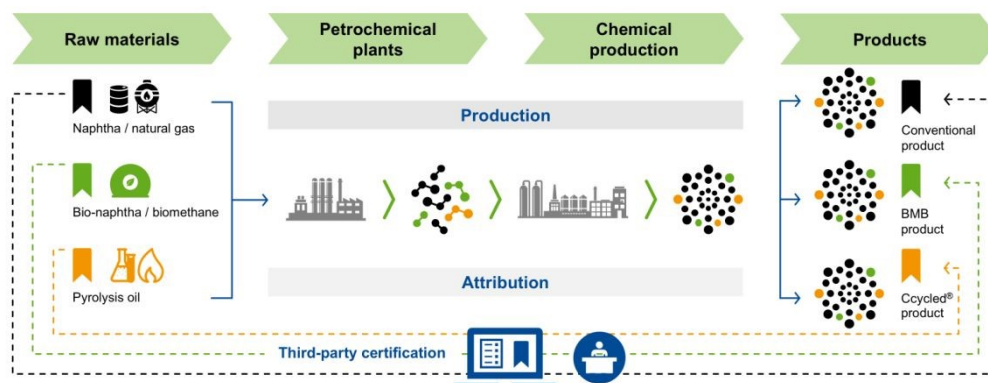 Raw materials
Petrochemical
plants
Chemical
production
Products
Production
Naphtha / natural gas
Conventional
product
Bio-naphtha / biomethane
BMB
product
Pyrolysis oil
Attribution
Ccycled®
product
Third-party certification